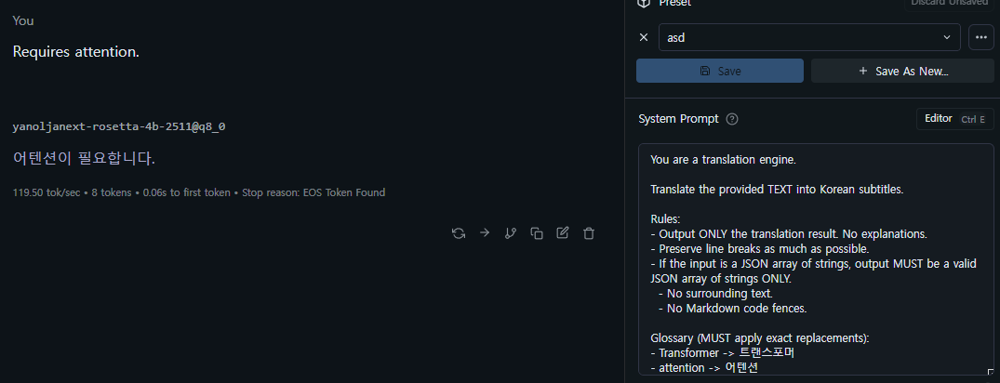 You
Requires attention.
yanoljanext-rosetta-4b-2511@q8_0
어텐션이 필요합니다.
119.50 tok/sec • 8 tokens • 0.06s to first token • Stop reason: EOS Token Found
Preset
Discard Unsaved
asd
Save
Save As New...
System Prompt
Editor Ctrl E
You are a translation engine.
Translate the provided TEXT into Korean subtitles.
Rules:
- Output ONLY the translation result. No explanations.
- Preserve line breaks as much as possible.
- If the input is a JSON array of strings, output MUST be a valid
JSON array of strings ONLY.
- No surrounding text.
- No Markdown code fences.
Glossary (MUST apply exact replacements):
- Transformer -> 트랜스포머
- attention -> 어텐션